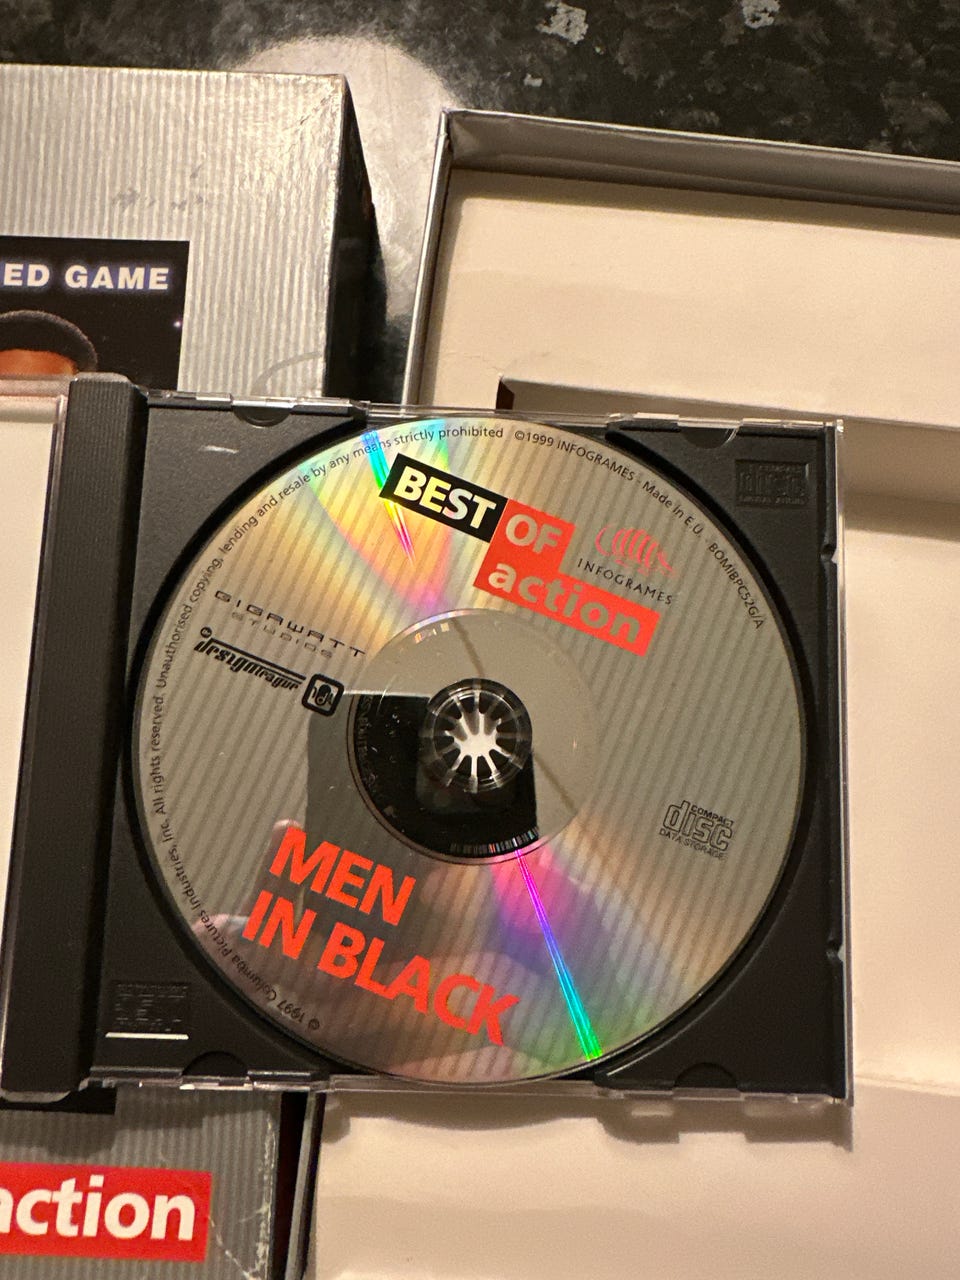 ED GAME
Unauthorised copying, lending and resale by any means strictly prohibited ©1999 INFOGRAMES - Made in E.U. - BOMIBPC52G/A
BEST
OF
action
INFOGRAMES
GIGAWATT
STUDIOS
designleague
COMPACT
disc
DATA STORAGE
MEN
IN BLACK
© 1997 Columbia Pictures Industries, Inc. All rights reserved.
action